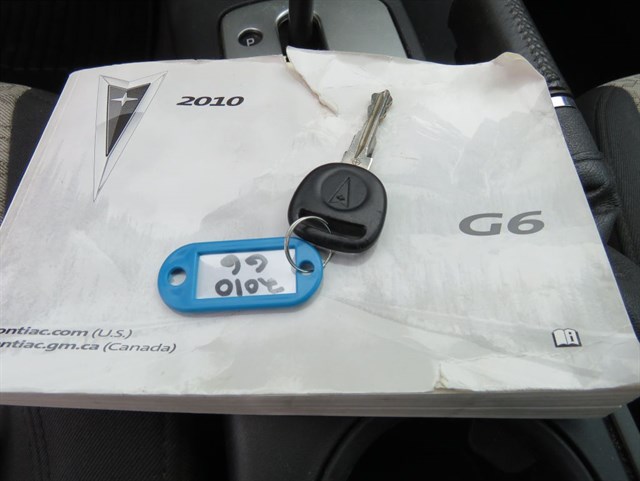 P
2010
G6
2010
G6
ontiac.com (U.S.)
ontiac.gm.ca (Canada)